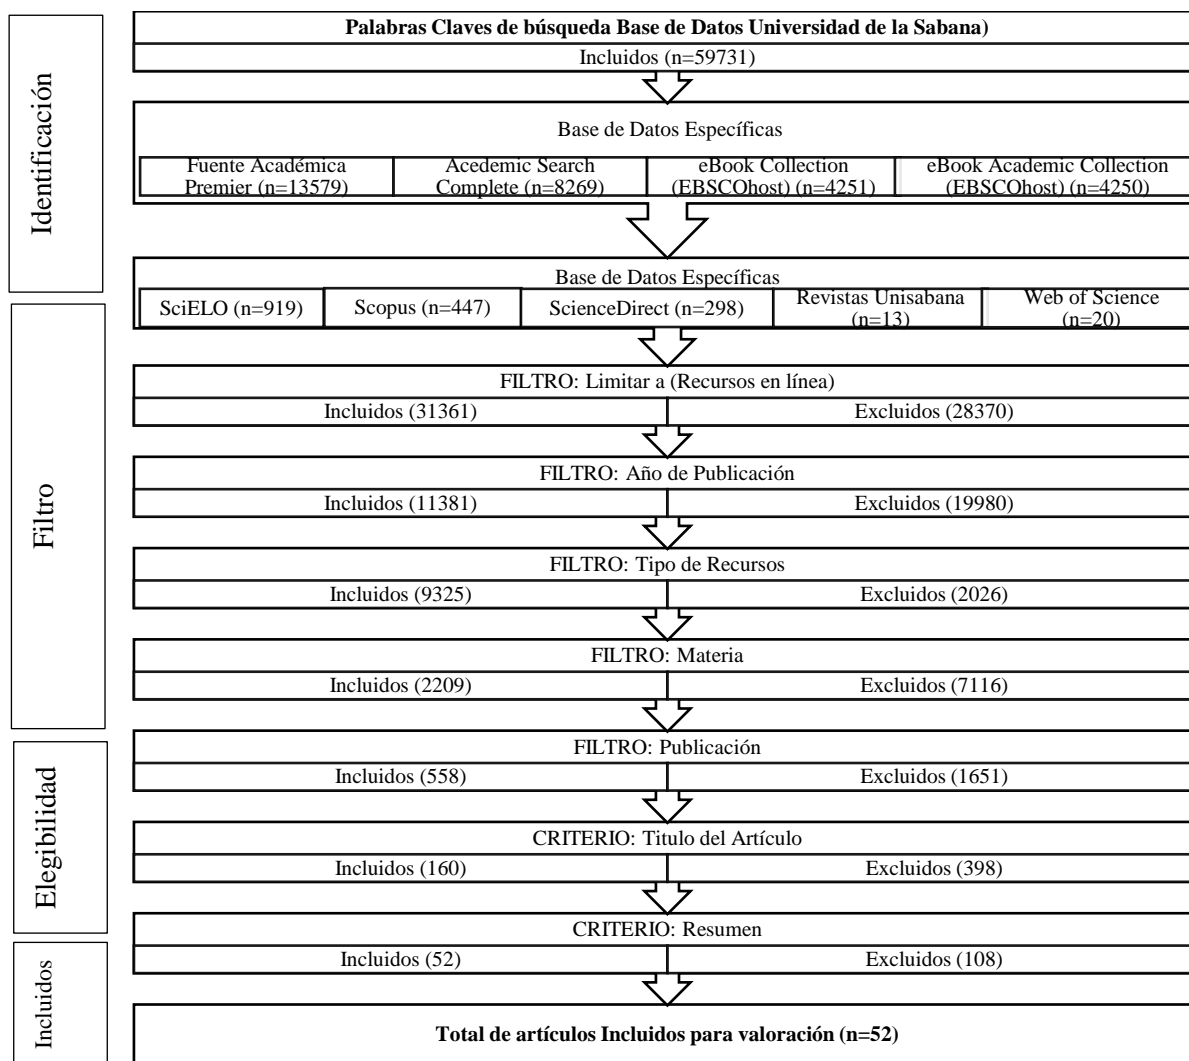 Identificación
Palabras Claves de búsqueda Base de Datos Universidad de la Sabana)
Incluidos (n=59731)
Base de Datos Específicas
Fuente Académica
Premier (n=13579)
Acedemic Search
Complete (n=8269)
eBook Collection
(EBSCOhost) (n=4251)
eBook Academic Collection
(EBSCOhost) (n=4250)
Base de Datos Específicas
SciELO (n=919)
Scopus (n=447)
ScienceDirect (n=298)
Revistas Unisabana
(n=13)
Web of Science
(n=20)
Filtro
FILTRO: Limitar a (Recursos en línea)
Incluidos (31361)
Excluidos (28370)
FILTRO: Año de Publicación
Incluidos (11381)
Excluidos (19980)
FILTRO: Tipo de Recursos
Incluidos (9325)
Excluidos (2026)
FILTRO: Materia
Incluidos (2209)
Excluidos (7116)
Elegibilidad
FILTRO: Publicación
Incluidos (558)
Excluidos (1651)
CRITERIO: Titulo del Artículo
Incluidos (160)
Excluidos (398)
CRITERIO: Resumen
Incluidos (52)
Excluidos (108)
Incluidos
Total de artículos Incluidos para valoración (n=52)